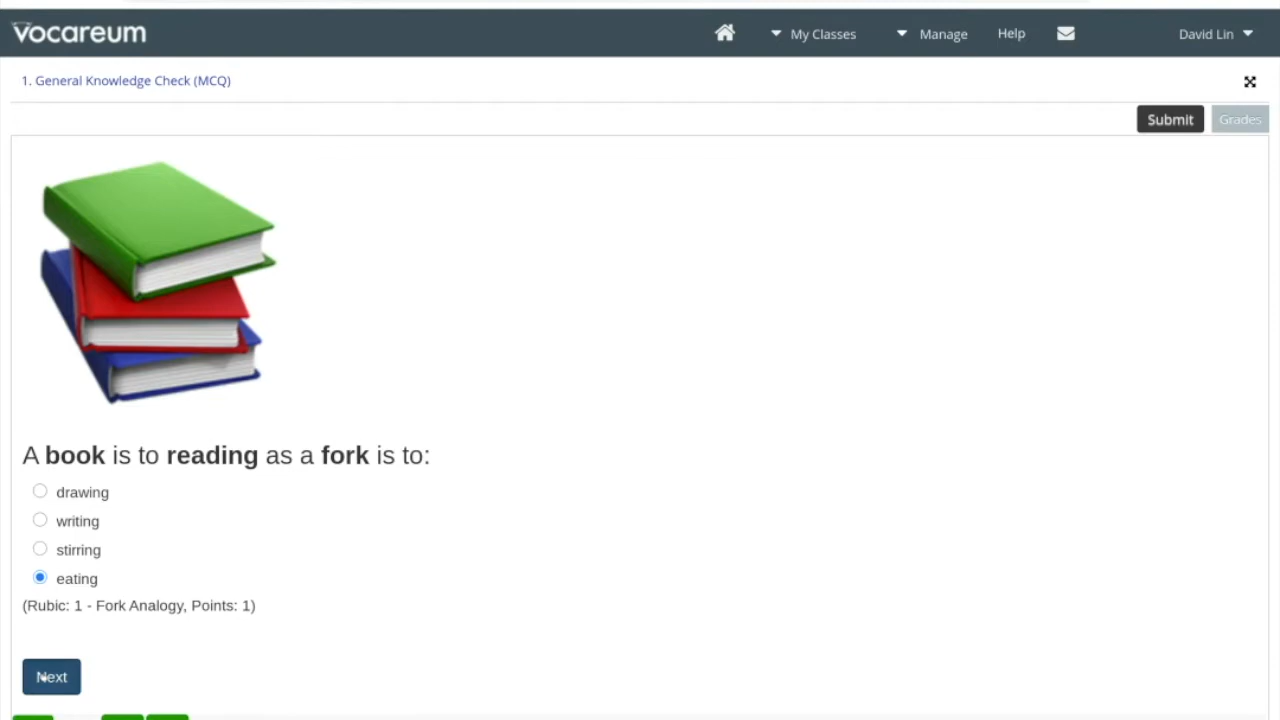 Vocareum
My Classes
Manage
Help
David Lin
1. General Knowledge Check (MCQ)
Submit
Grades
A book is to reading as a fork is to:
drawing
writing
stirring
eating
(Rubic: 1 - Fork Analogy, Points: 1)
Next